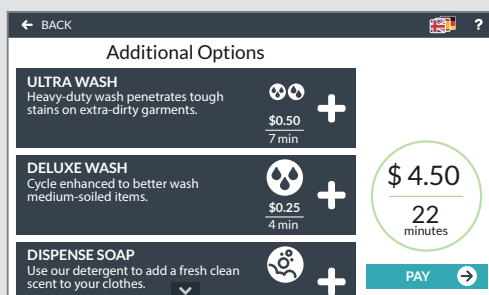 BACK
?
Additional Options
ULTRA WASH
Heavy-duty wash penetrates tough
stains on extra-dirty garments.
$0.50
7 min
DELUXE WASH
Cycle enhanced to better wash
medium-soiled items.
$0.25
4 min
DISPENSE SOAP
Use our detergent to add a fresh clean
scent to your clothes.
$ 4.50
22
minutes
PAY